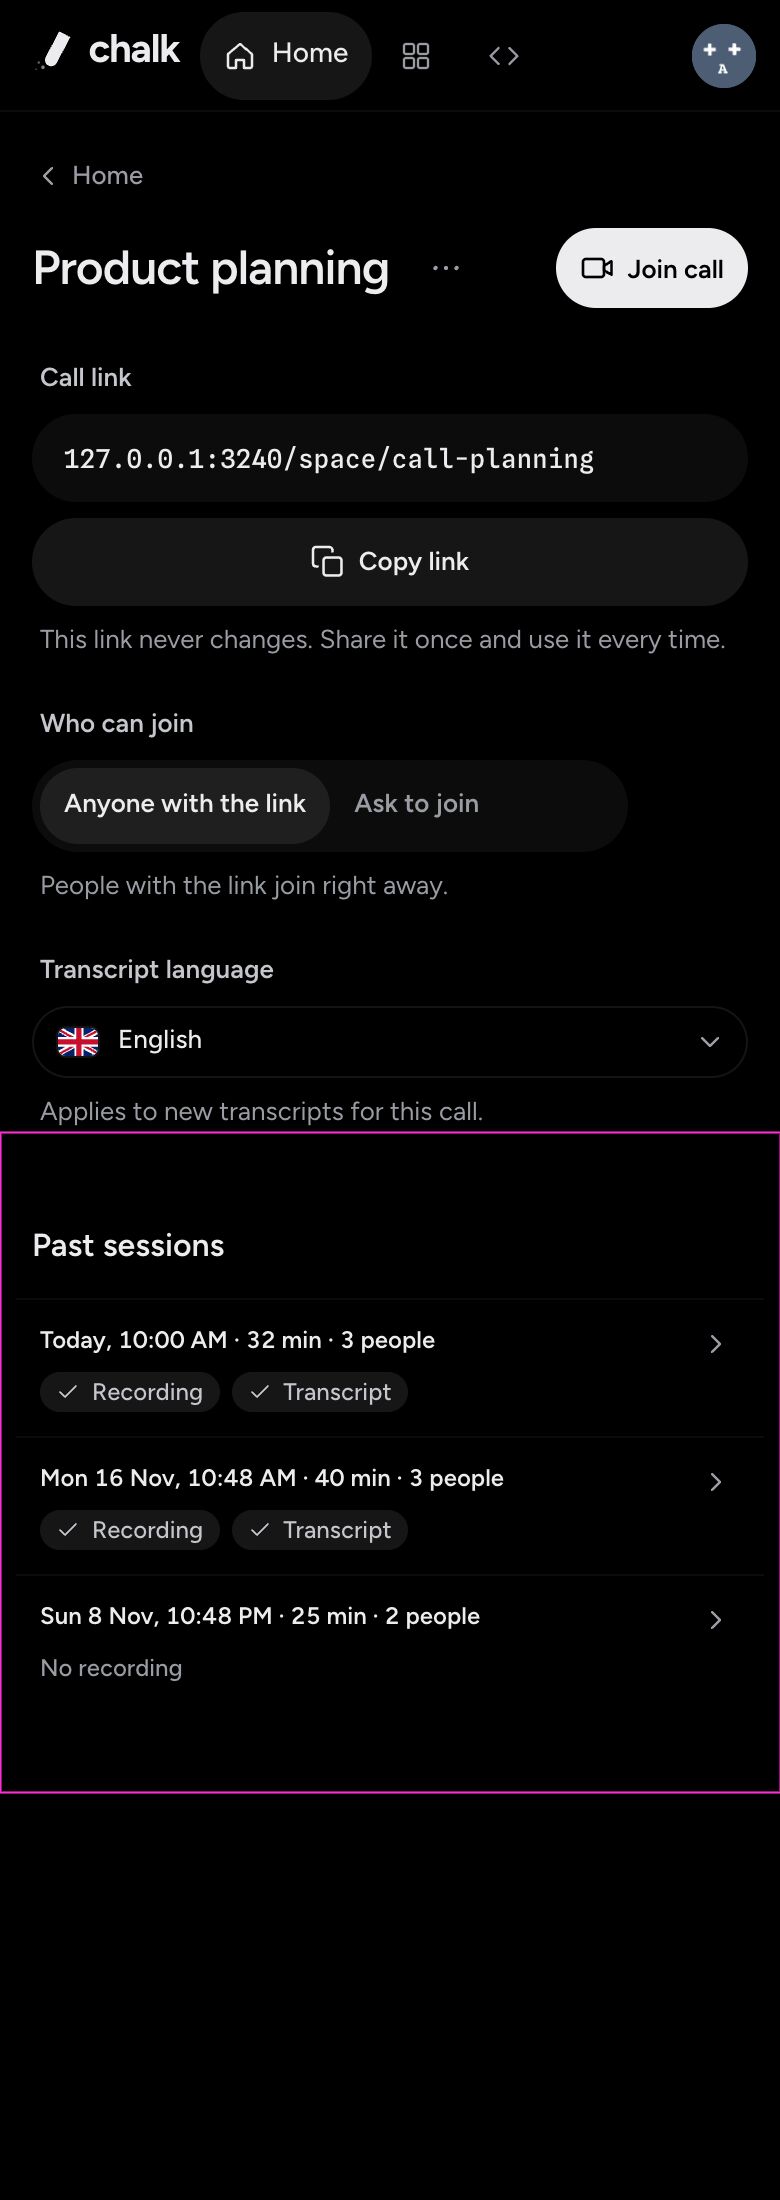 chalk
Home
A
Home
Product planning
Join call
Call link
127.0.0.1:3240/space/call-planning
Copy link
This link never changes. Share it once and use it every time.
Who can join
Anyone with the link
Ask to join
People with the link join right away.
Transcript language
English
Applies to new transcripts for this call.
Past sessions
Today, 10:00 AM · 32 min · 3 people
Recording
Transcript
Mon 16 Nov, 10:48 AM · 40 min · 3 people
Recording
Transcript
Sun 8 Nov, 10:48 PM · 25 min · 2 people
No recording